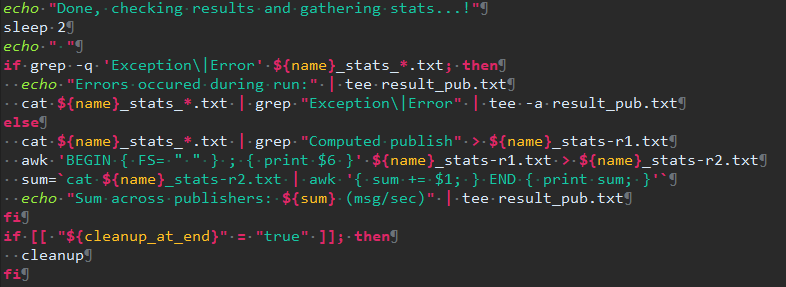 echo "Done, checking results and gathering stats...!"¶
sleep 2¶
echo " "¶
if grep -q 'Exception\|Error' ${name}_stats_*.txt; then¶
  echo "Errors occured during run:" | tee result_pub.txt¶
  cat ${name}_stats_*.txt | grep "Exception\|Error" | tee -a result_pub.txt¶
else¶
  cat ${name}_stats_*.txt | grep "Computed publish" > ${name}_stats-r1.txt¶
  awk 'BEGIN { FS= " " } ; { print $6 }' ${name}_stats-r1.txt > ${name}_stats-r2.txt¶
  sum=`cat ${name}_stats-r2.txt | awk '{ sum += $1; } END { print sum; }'`¶
  echo "Sum across publishers: ${sum} (msg/sec)" | tee result_pub.txt¶
fi¶
if [[ "${cleanup_at_end}" = "true" ]]; then¶
  cleanup¶
fi¶